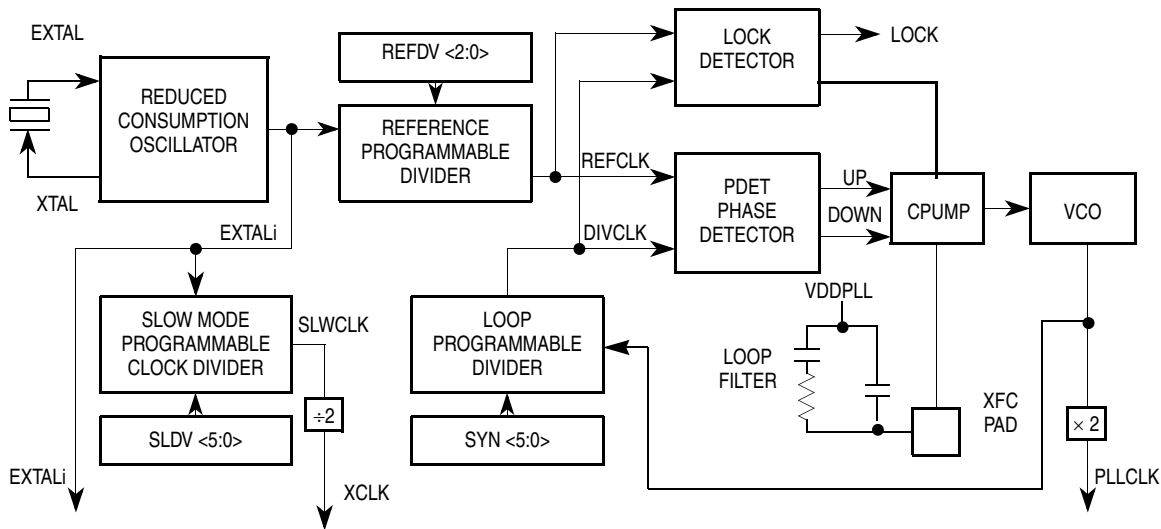 EXTAL
REDUCED
CONSUMPTION
OSCILLATOR
XTAL
REFDV <2:0>
REFERENCE
PROGRAMMABLE
DIVIDER
LOCK
DETECTOR
LOCK
REFCLK
DIVCLK
PDET
PHASE
DETECTOR
UP
DOWN
CPUMP
VCO
EXTALi
SLOW MODE
PROGRAMMABLE
CLOCK DIVIDER
SLWCLK
÷2
SLDV <5:0>
EXTALi
XCLK
LOOP
PROGRAMMABLE
DIVIDER
SYN <5:0>
VDDPLL
LOOP
FILTER
XFC
PAD
× 2
PLLCLK